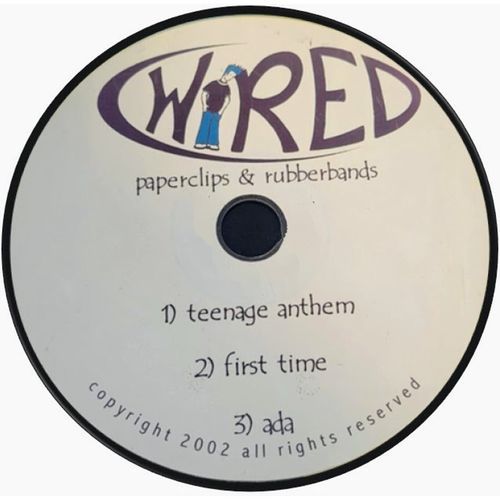 WiRED
paperclips & rubberbands
1) teenage anthem
2) first time
3) ada
copyright 2002 all rights reserved